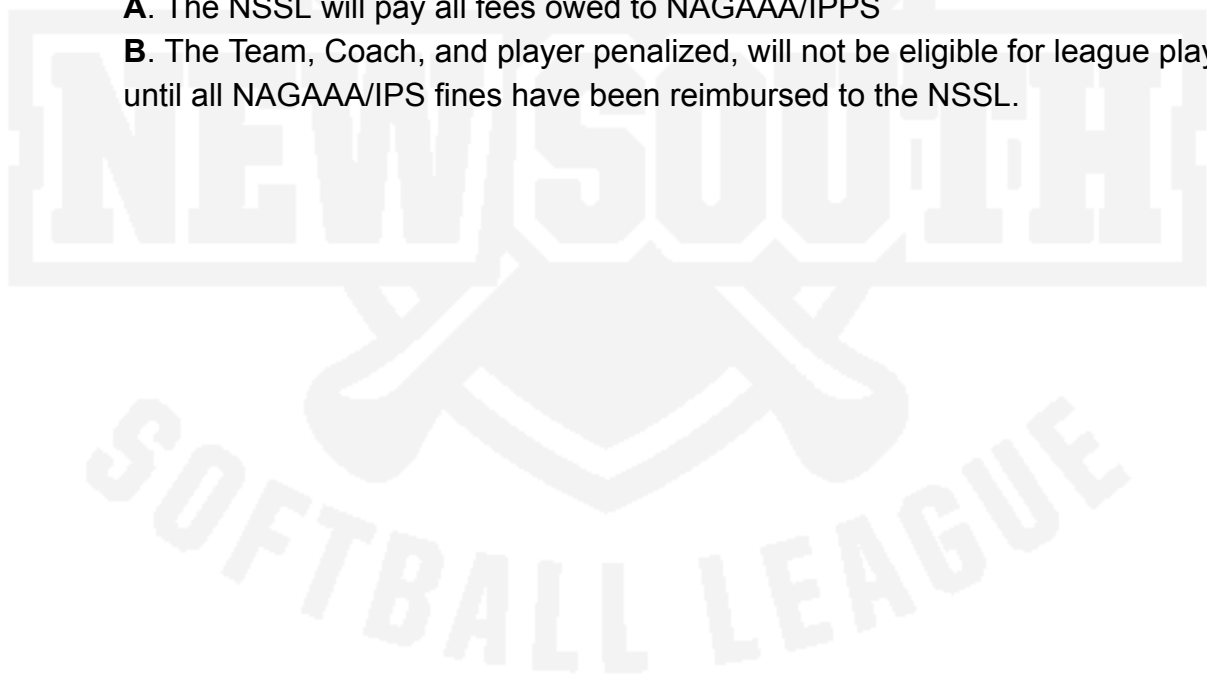 A. The NSSL will pay all fees owed to NAGAAA/IPPS
B. The Team, Coach, and player penalized, will not be eligible for league play
until all NAGAAA/IPS fines have been reimbursed to the NSSL.
NEW SOUTH
SOFTBALL LEAGUE